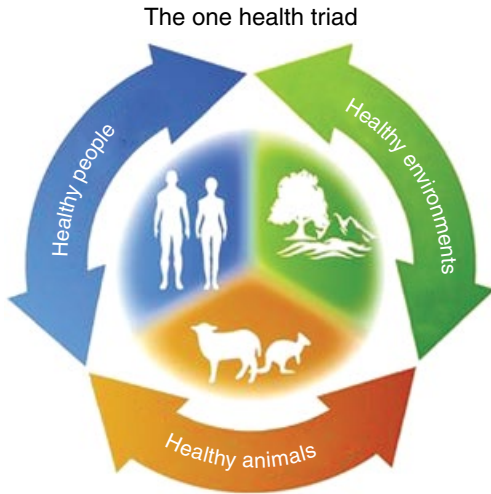 The one health triad
Healthy people
Healthy environments
Healthy animals